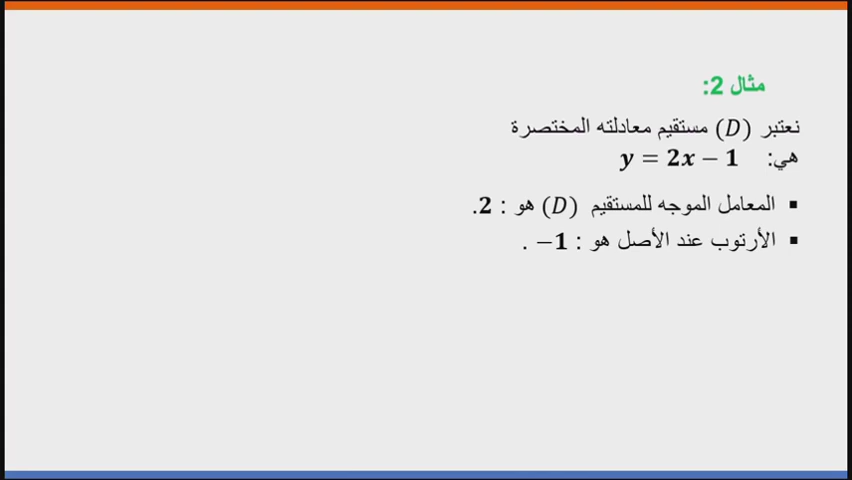 مثال 2:
نعتبر (D) مستقيم معادلته المختصرة
هي: y = 2x − 1
▪ المعامل الموجه للمستقيم (D) هو : 2.
▪ الأرتوب عند الأصل هو : −1 .